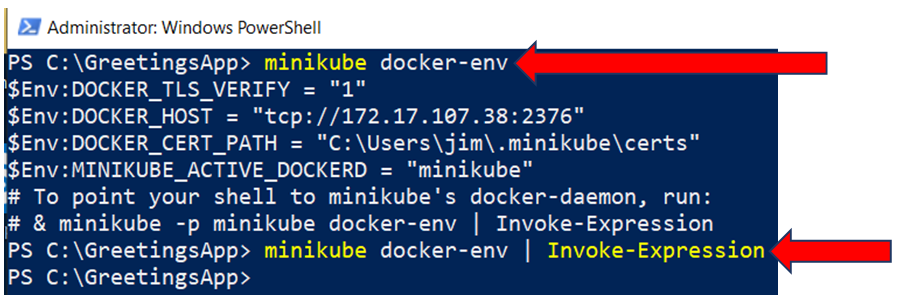 Administrator: Windows PowerShell
PS C:\GreetingsApp> minikube docker-env
$Env:DOCKER_TLS_VERIFY = "1"
$Env:DOCKER_HOST = "tcp://172.17.107.38:2376"
$Env:DOCKER_CERT_PATH = "C:\Users\jim\.minikube\certs"
$Env:MINIKUBE_ACTIVE_DOCKERD = "minikube"
# To point your shell to minikube's docker-daemon, run:
# & minikube -p minikube docker-env | Invoke-Expression
PS C:\GreetingsApp> minikube docker-env | Invoke-Expression
PS C:\GreetingsApp>